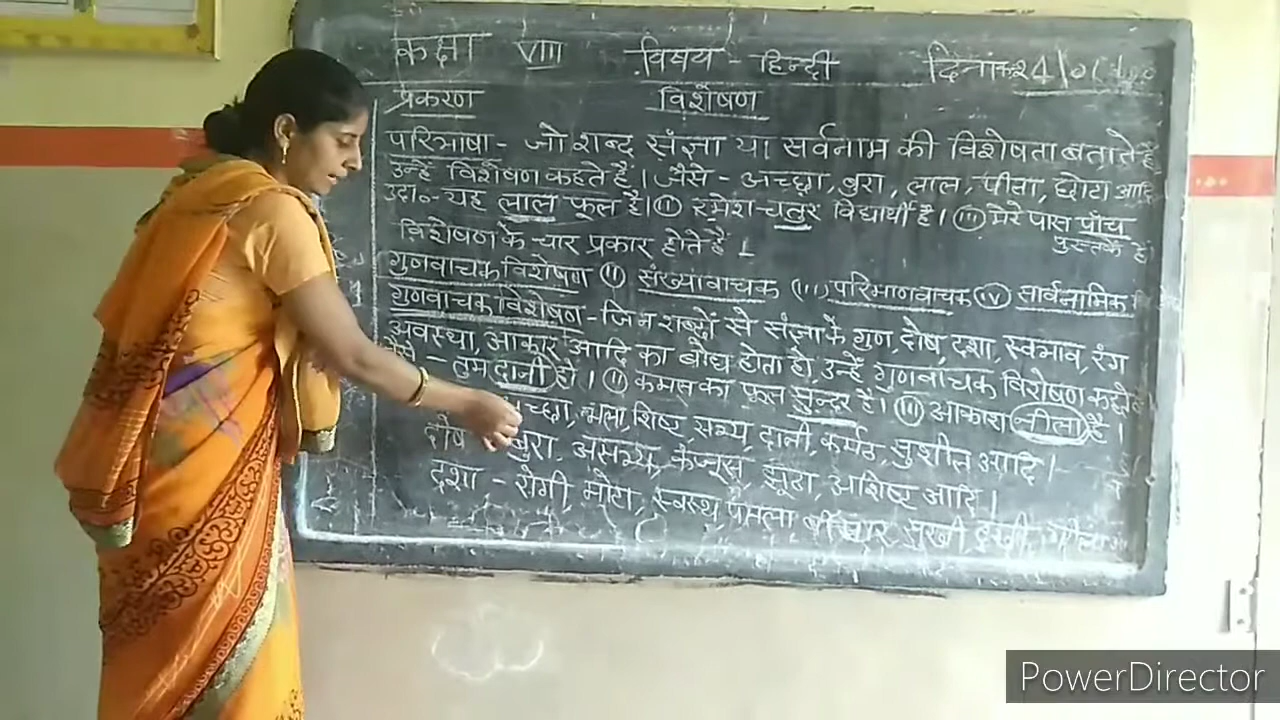 कक्षा VIII विषय - हिन्दी दिनांक 24
प्रकरण विशेषण
परिभाषा - जो शब्द संज्ञा या सर्वनाम की विशेषता बताते हैं
उन्हें विशेषण कहते हैं। जैसे - अच्छा, बुरा, लाल, पीला, छोटा आदि
उदा०- यह लाल फूल है। (II) रमेश चतुर विद्यार्थी है। (III) मेरे पास पाँच
पुस्तकें हैं
विशेषण के चार प्रकार होते हैं।
गुणवाचक विशेषण (II) संख्यावाचक (III) परिमाणवाचक (IV) सार्वनामिक
गुणवाचक विशेषण - जिन शब्दों से संज्ञा के गुण, दोष, दशा, स्वभाव, रंग
अवस्था, आकार आदि का बोध होता हो, उन्हें गुणवाचक विशेषण कहते
जैसे - तुम दानी हो। (II) कमल का फूल सुन्दर है। (III) आकाश नीला है।
भला, शिष्ट, सभ्य, दानी, कर्मठ, सुशील आदि।
दोष बुरा, असभ्य, कंजूस, झूठा, अशिष्ट आदि।
दशा - रोगी, मोटा, स्वस्थ, पतला, बीमार, सुखी, दुखी,
PowerDirector